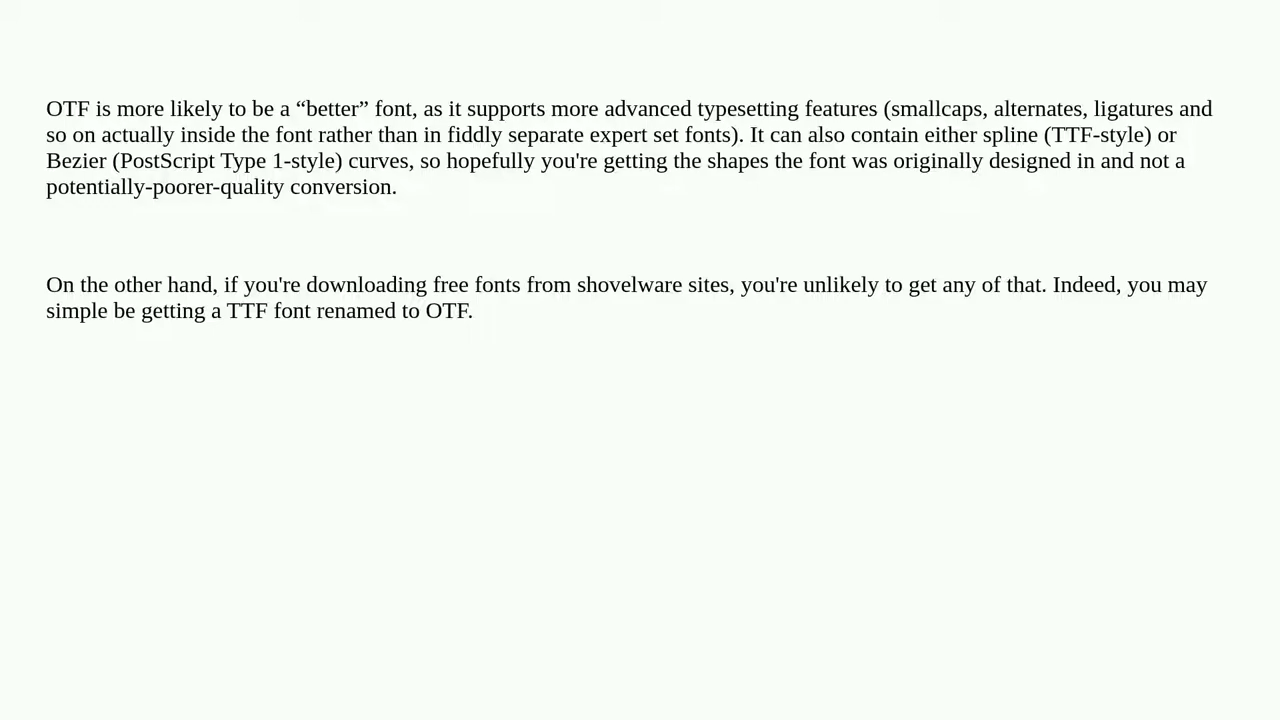 OTF is more likely to be a “better” font, as it supports more advanced typesetting features (smallcaps, alternates, ligatures and
so on actually inside the font rather than in fiddly separate expert set fonts). It can also contain either spline (TTF-style) or
Bezier (PostScript Type 1-style) curves, so hopefully you're getting the shapes the font was originally designed in and not a
potentially-poorer-quality conversion.
On the other hand, if you're downloading free fonts from shovelware sites, you're unlikely to get any of that. Indeed, you may
simple be getting a TTF font renamed to OTF.